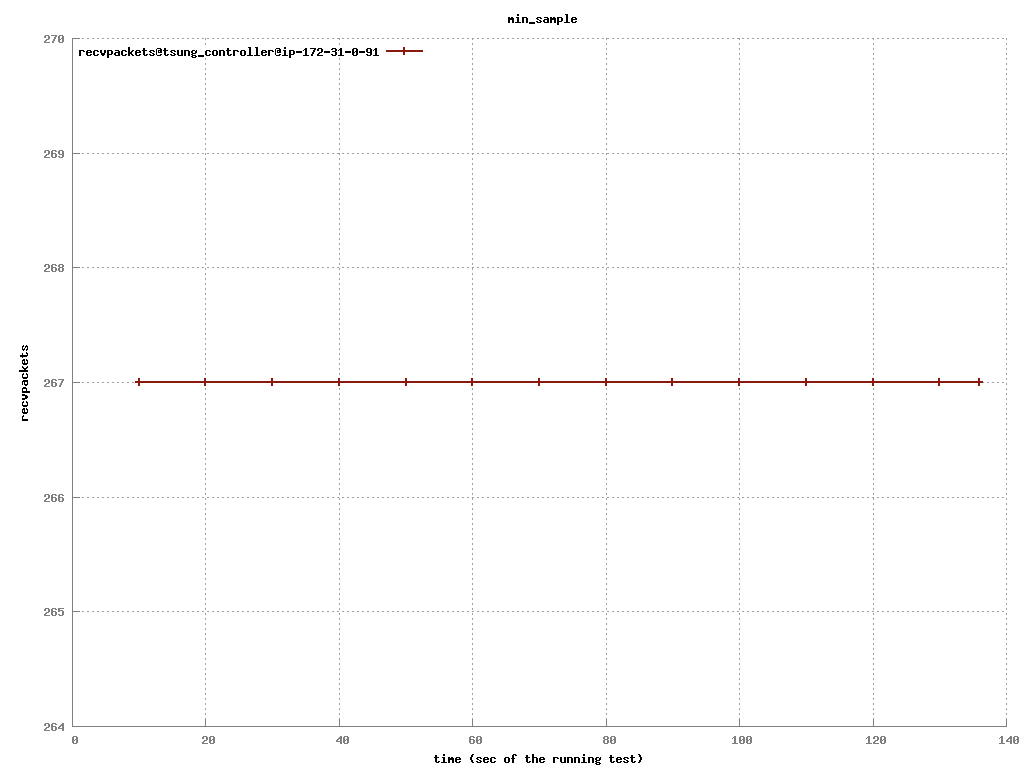 min_sample
recvpackets@tsung_controller@ip-172-31-0-91
270
269
268
267
266
265
264
recvpackets
0 20 40 60 80 100 120 140
time (sec of the running test)